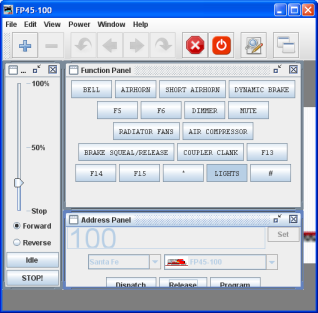 FP45-100
File Edit View Power Window Help
...
100%
50%
Stop
Forward
Reverse
Idle
STOP!
Function Panel
BELL AIRHORN SHORT AIRHORN DYNAMIC BRAKE
F5 F6 DIMMER MUTE
RADIATOR FANS AIR COMPRESSOR
BRAKE SQUEAL/RELEASE COUPLER CLANK F13
F14 F15 * LIGHTS #
Address Panel
100 Set
Santa Fe FP45-100
Dispatch Release Program